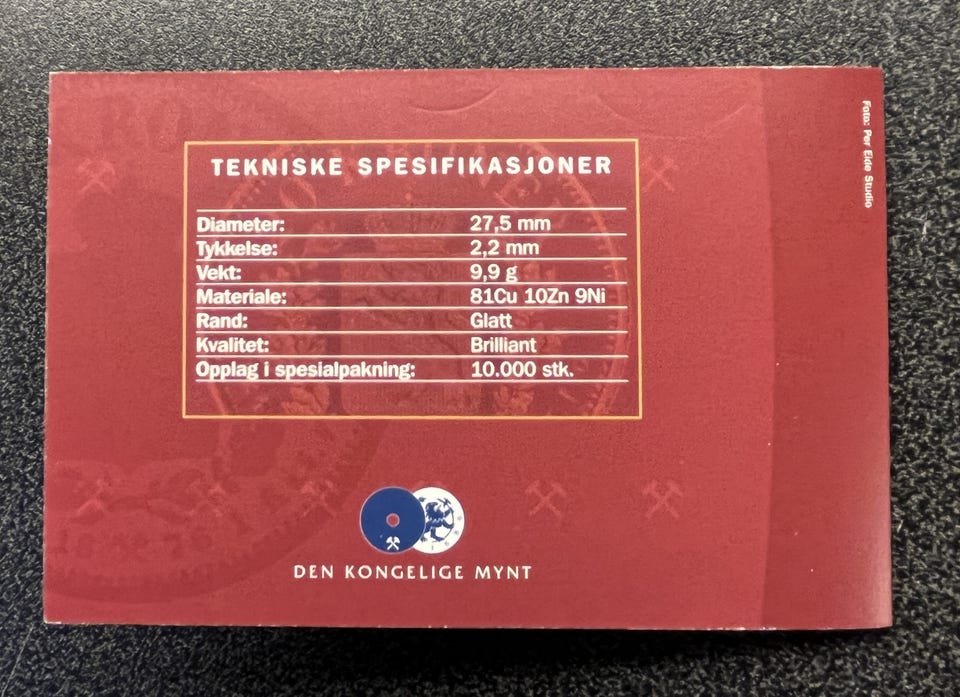 TEKNISKE SPESIFIKASJONER
Diameter: 27,5 mm
Tykkelse: 2,2 mm
Vekt: 9,9 g
Materiale: 81Cu 10Zn 9Ni
Rand: Glatt
Kvalitet: Brilliant
Opplag i spesialpakning: 10.000 stk.
DEN KONGELIGE MYNT
Foto: Per Eide Studio